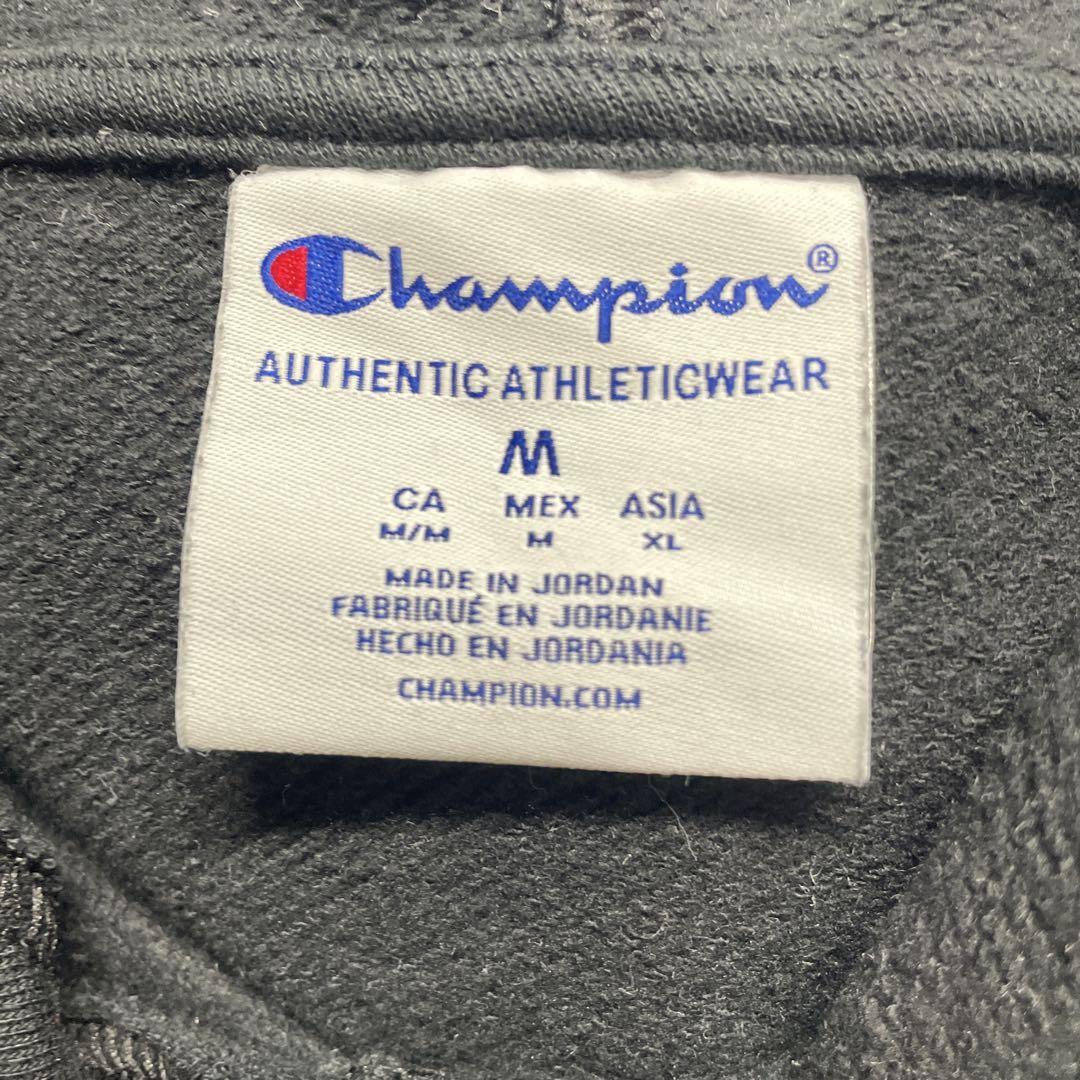 Champion®
AUTHENTIC ATHLETICWEAR
M
CA MEX ASIA
M/M M XL
MADE IN JORDAN
FABRIQUÉ EN JORDANIE
HECHO EN JORDANIA
CHAMPION.COM